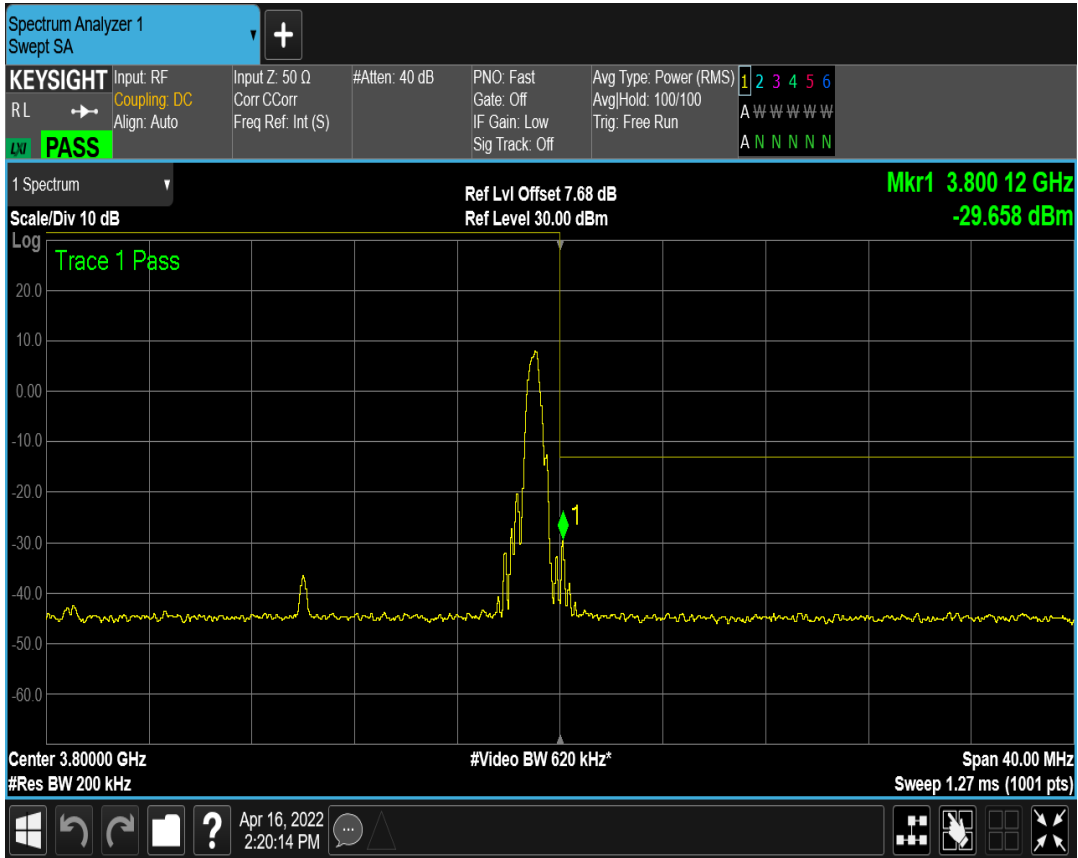 Spectrum Analyzer 1
Swept SA
+
KEYSIGHT
R L
LXI
PASS
Input: RF
Coupling: DC
Align: Auto
Input Z: 50 Ω
Corr CCorr
Freq Ref: Int (S)
#Atten: 40 dB
PNO: Fast
Gate: Off
IF Gain: Low
Sig Track: Off
Avg Type: Power (RMS)
Avg|Hold: 100/100
Trig: Free Run
1 2 3 4 5 6
A W W W W W
A N N N N N
1 Spectrum
Scale/Div 10 dB
Ref Lvl Offset 7.68 dB
Ref Level 30.00 dBm
Mkr1 3.800 12 GHz
-29.658 dBm
Log
Trace 1 Pass
20.0
10.0
0.00
-10.0
-20.0
1
-30.0
-40.0
-50.0
-60.0
Center 3.80000 GHz
#Video BW 620 kHz*
Span 40.00 MHz
#Res BW 200 kHz
Sweep 1.27 ms (1001 pts)
?
Apr 16, 2022
2:20:14 PM